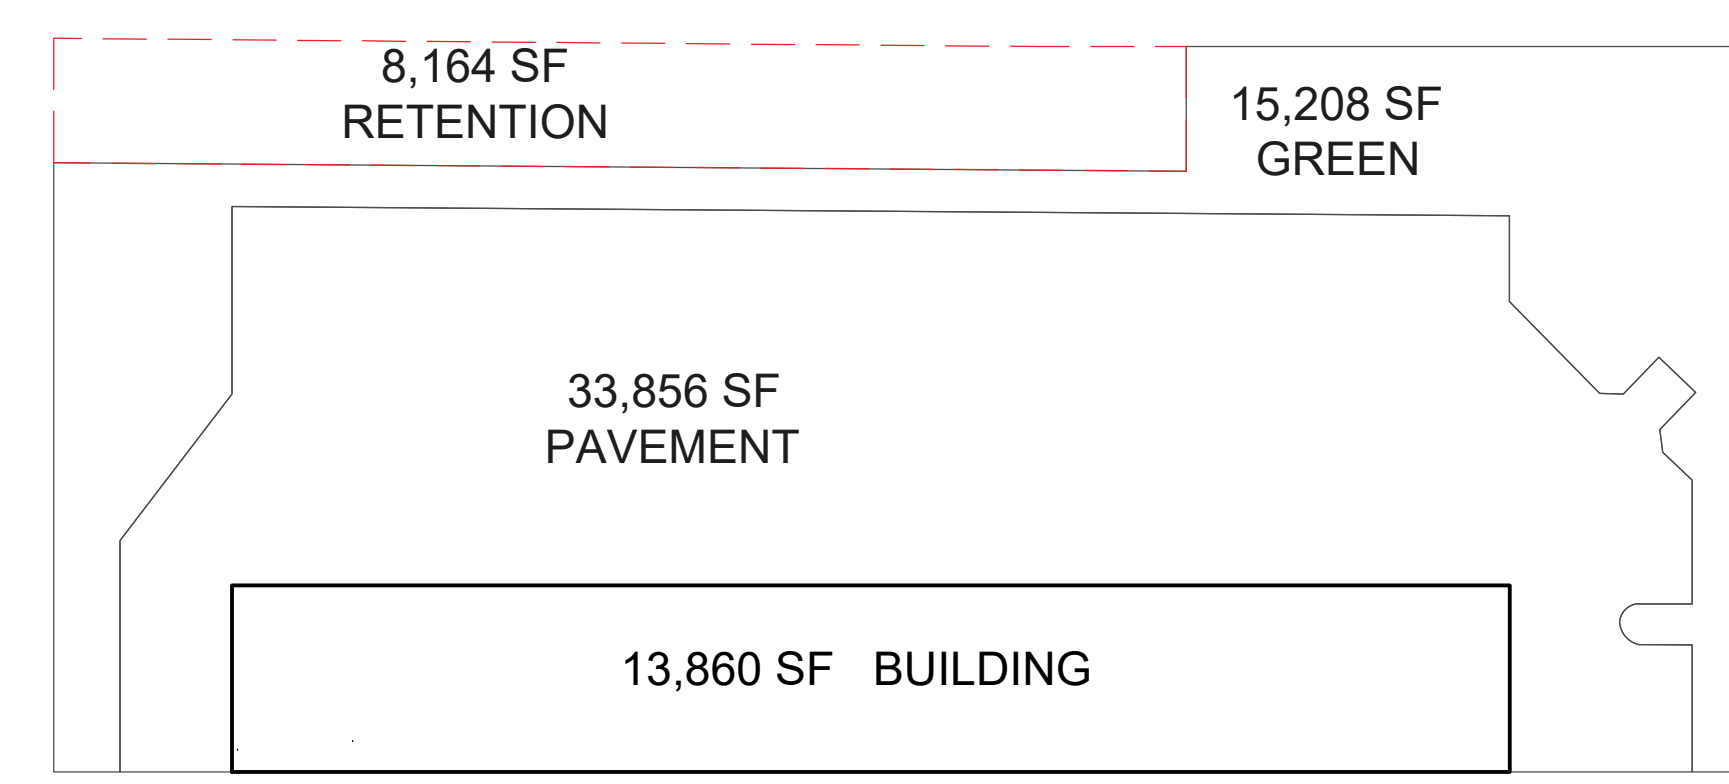 8,164 SF
RETENTION
15,208 SF
GREEN
33,856 SF
PAVEMENT
13,860 SF BUILDING